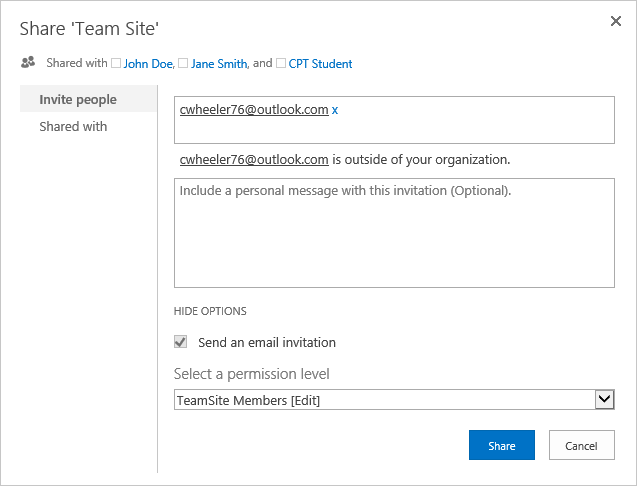 Share 'Team Site'
Shared with John Doe, Jane Smith, and CPT Student
Invite people
Shared with
cwheeler76@outlook.com x
cwheeler76@outlook.com is outside of your organization.
Include a personal message with this invitation (Optional).
HIDE OPTIONS
Send an email invitation
Select a permission level
TeamSite Members [Edit]
Share
Cancel